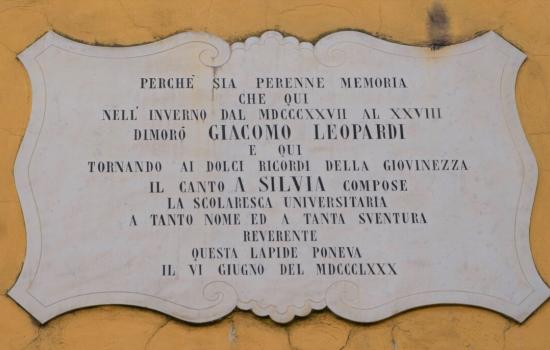 PERCHE' SIA PERENNE MEMORIA
CHE QUI
NELL' INVERNO DAL MDCCCXXVII AL XXVIII
DIMORÒ GIACOMO LEOPARDI
E QUI
TORNANDO AI DOLCI RICORDI DELLA GIOVINEZZA
IL CANTO A SILVIA COMPOSE
LA SCOLARESCA UNIVERSITARIA
A TANTO NOME ED A TANTA SVENTURA
REVERENTE
QUESTA LAPIDE PONEVA
IL VI GIUGNO DEL MDCCCLXXX